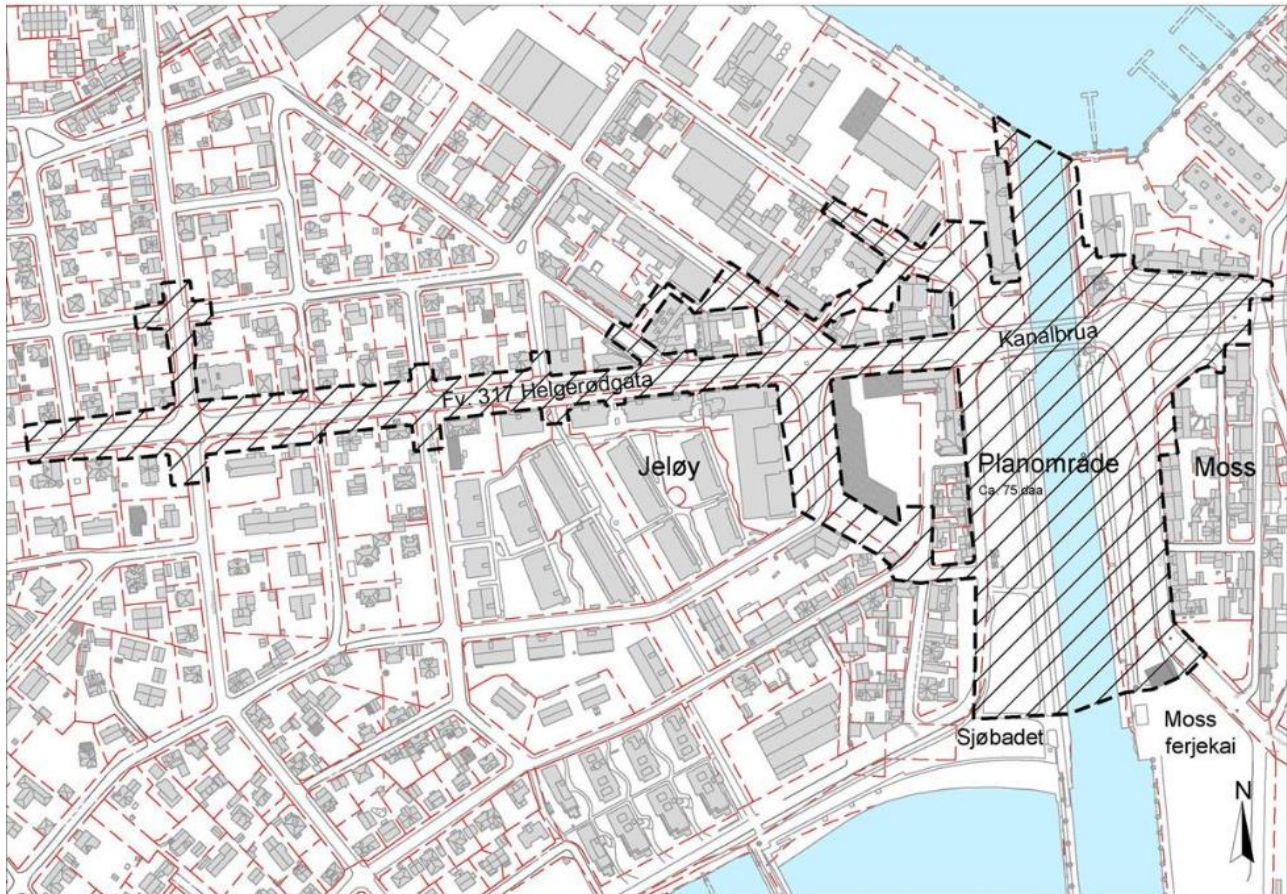 Kanalbrua
Fv. 317 Helgerødgata
Jeløy
Planområde
Ca. 75 daa
Moss
Sjøbadet
Moss
ferjekai
N